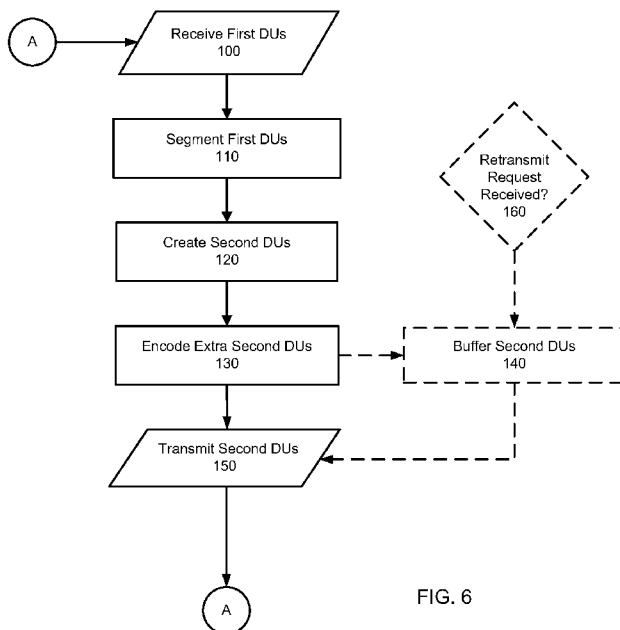 A
Receive First DUs
100
Segment First DUs
110
Retransmit
Request
Received?
160
Create Second DUs
120
Encode Extra Second DUs
130
Buffer Second DUs
140
Transmit Second DUs
150
A
FIG. 6